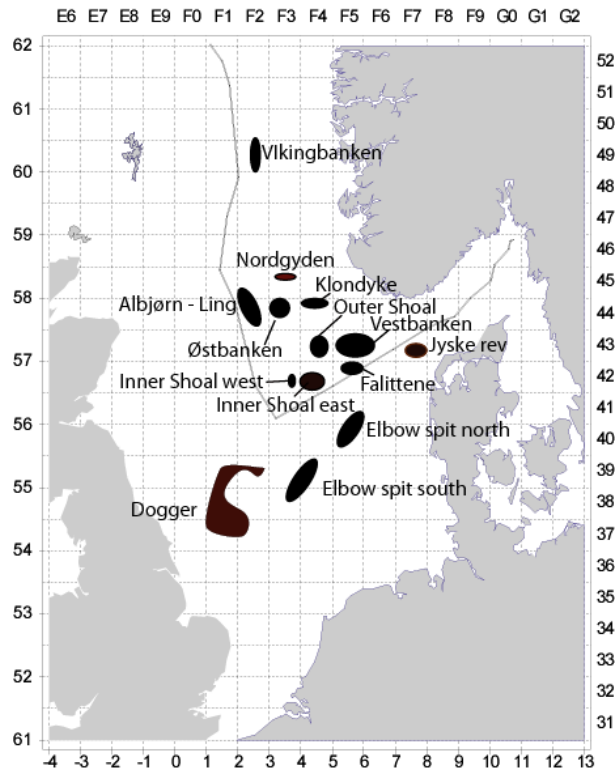 E6 E7 E8 E9 F0 F1 F2 F3 F4 F5 F6 F7 F8 F9 G0 G1 G2
62
52
51
61
50
VIkingbanken
49
60
48
47
59
46
Nordgyden
45
Klondyke
58
Albjørn - Ling
Outer Shoal
44
Vestbanken
Østbanken
Jyske rev
43
57
Inner Shoal west
Falittene
42
Inner Shoal east
41
56
Elbow spit north
40
39
55
Elbow spit south
Dogger
38
54
37
36
53
35
34
33
52
32
31
61
-4 -3 -2 -1 0 1 2 3 4 5 6 7 8 9 10 11 12 13